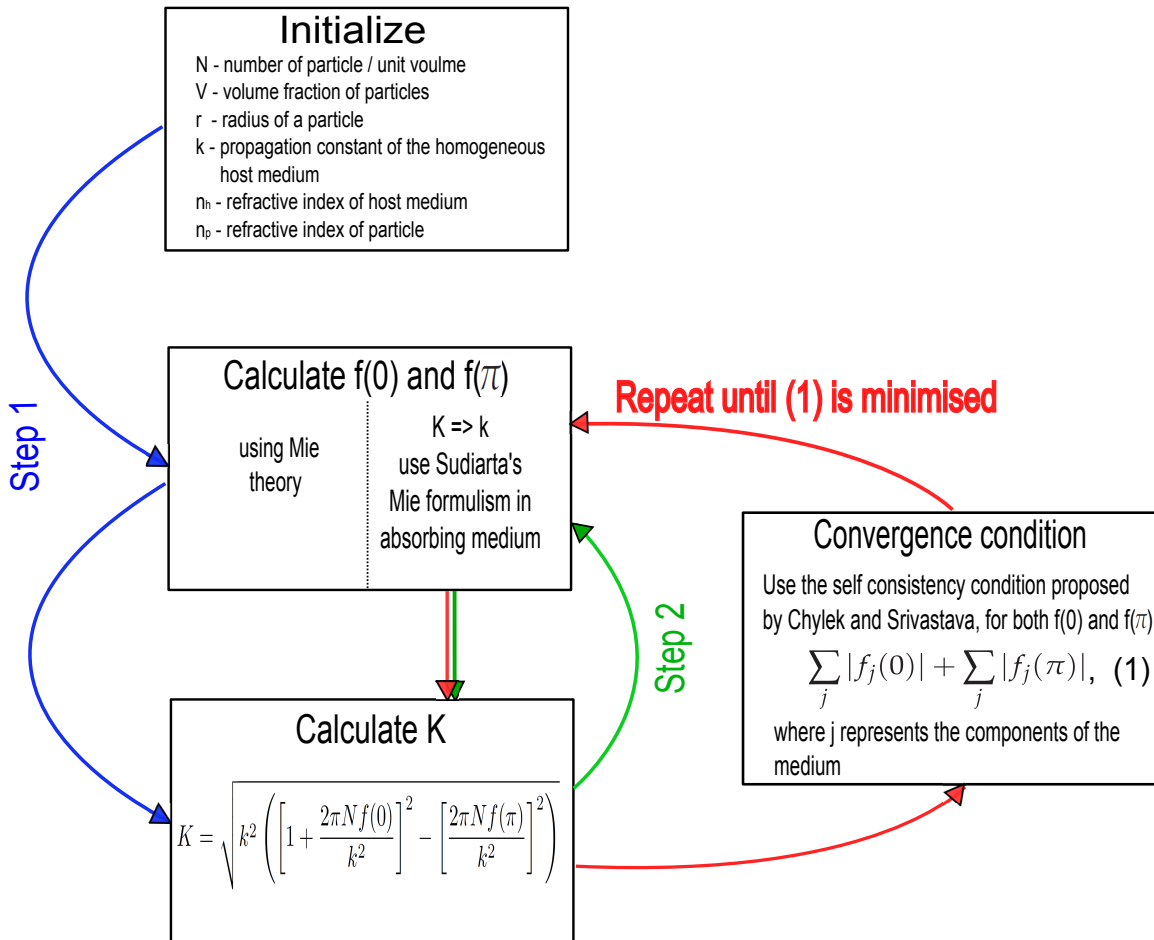 Initialize
N - number of particle / unit voulme
V - volume fraction of particles
r - radius of a particle
k - propagation constant of the homogeneous
host medium
nₕ - refractive index of host medium
nₚ - refractive index of particle
Step 1
Calculate f(0) and f(π)
using Mie
theory
K => k
use Sudiarta's
Mie formulism in
absorbing medium
Repeat until (1) is minimised
Step 2
Convergence condition
Use the self consistency condition proposed
by Chylek and Srivastava, for both f(0) and f(π)
∑_j |f_j(0)| + ∑_j |f_j(π)|, (1)
where j represents the components of the
medium
Calculate K
K = √(k² ([1 + 2πNf(0)/k²]² − [2πNf(π)/k²]²))